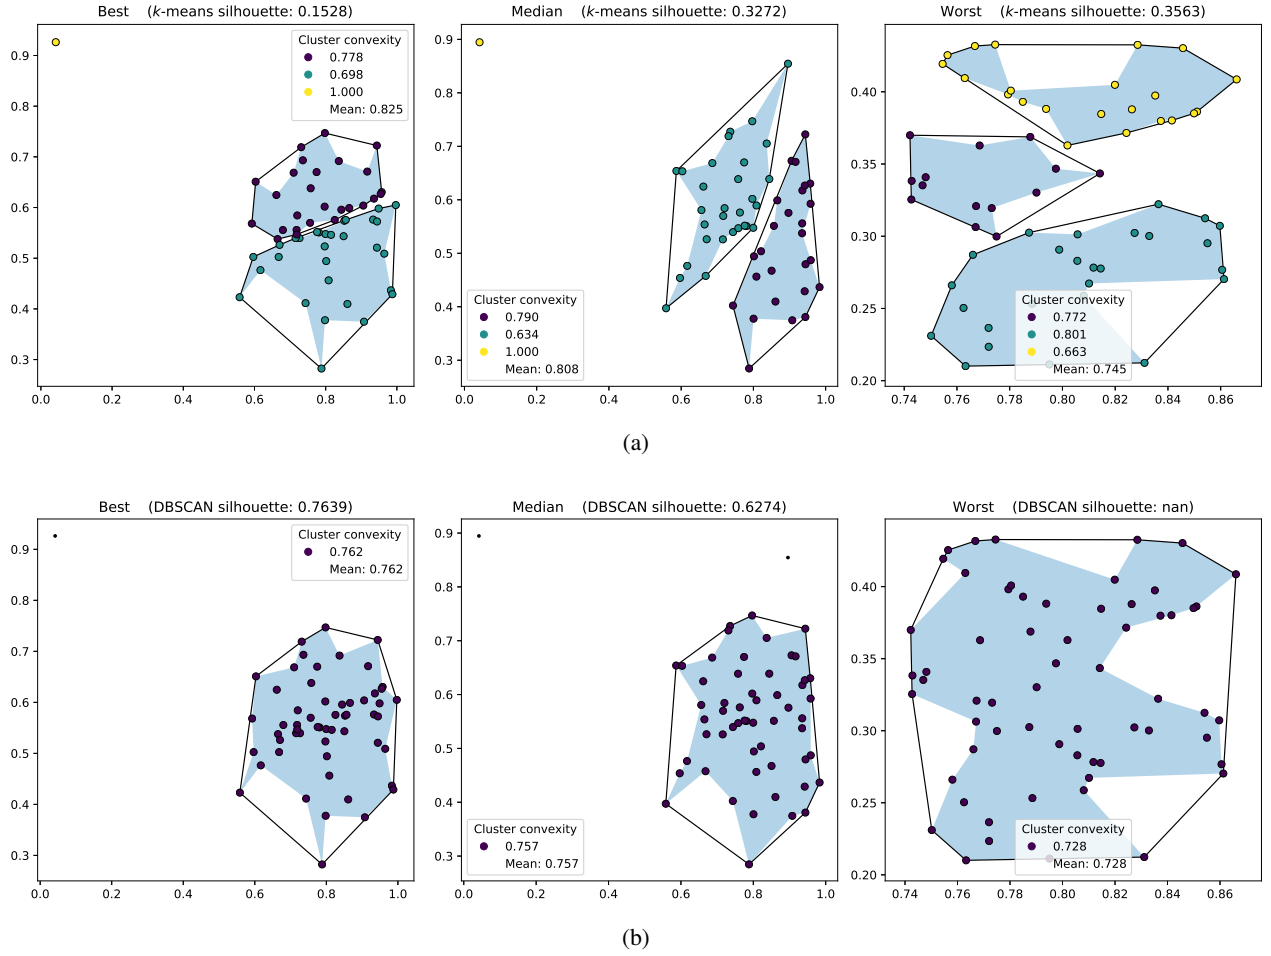 Best (k-means silhouette: 0.1528)
Median (k-means silhouette: 0.3272)
Worst (k-means silhouette: 0.3563)
0.9
0.8
0.7
0.6
0.5
0.4
0.3
0.0 0.2 0.4 0.6 0.8 1.0
Cluster convexity
0.778
0.698
1.000
Mean: 0.825
0.9
0.8
0.7
0.6
0.5
0.4
0.3
0.0 0.2 0.4 0.6 0.8 1.0
Cluster convexity
0.790
0.634
1.000
Mean: 0.808
0.40
0.35
0.30
0.25
0.20
0.74 0.76 0.78 0.80 0.82 0.84 0.86
Cluster convexity
0.772
0.801
0.663
Mean: 0.745
(a)
Best (DBSCAN silhouette: 0.7639)
Median (DBSCAN silhouette: 0.6274)
Worst (DBSCAN silhouette: nan)
0.9
0.8
0.7
0.6
0.5
0.4
0.3
0.0 0.2 0.4 0.6 0.8 1.0
Cluster convexity
0.762
Mean: 0.762
0.9
0.8
0.7
0.6
0.5
0.4
0.3
0.0 0.2 0.4 0.6 0.8 1.0
Cluster convexity
0.757
Mean: 0.757
0.40
0.35
0.30
0.25
0.20
0.74 0.76 0.78 0.80 0.82 0.84 0.86
Cluster convexity
0.728
Mean: 0.728
(b)